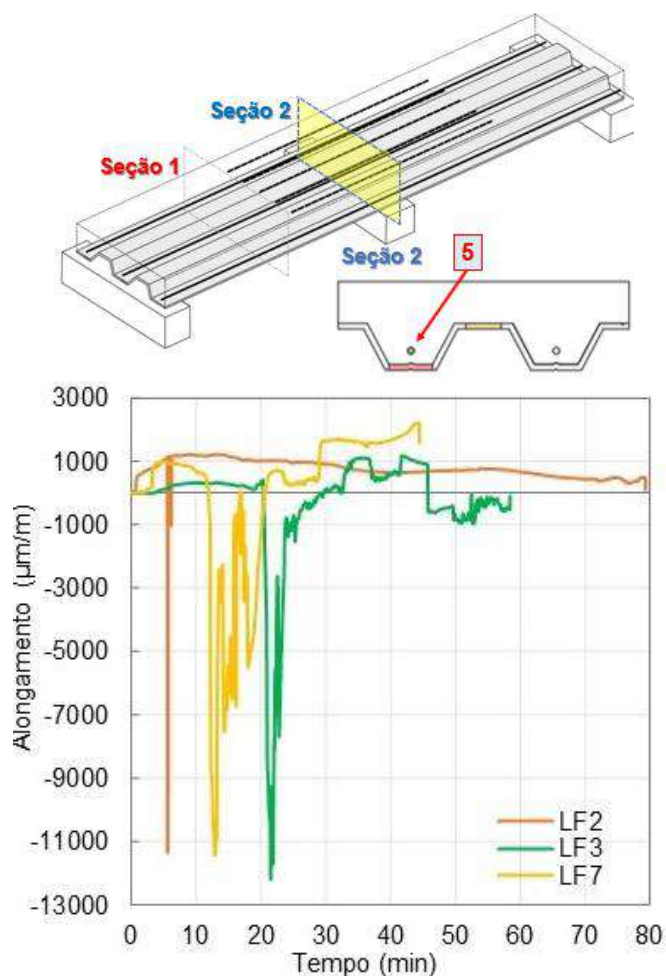 Seção 2
Seção 1
Seção 2
5
3000
1000
-1000
-3000
-5000
-7000
-9000
-11000
-13000
Alongamento (µm/m)
LF2
LF3
LF7
0 10 20 30 40 50 60 70 80
Tempo (min)